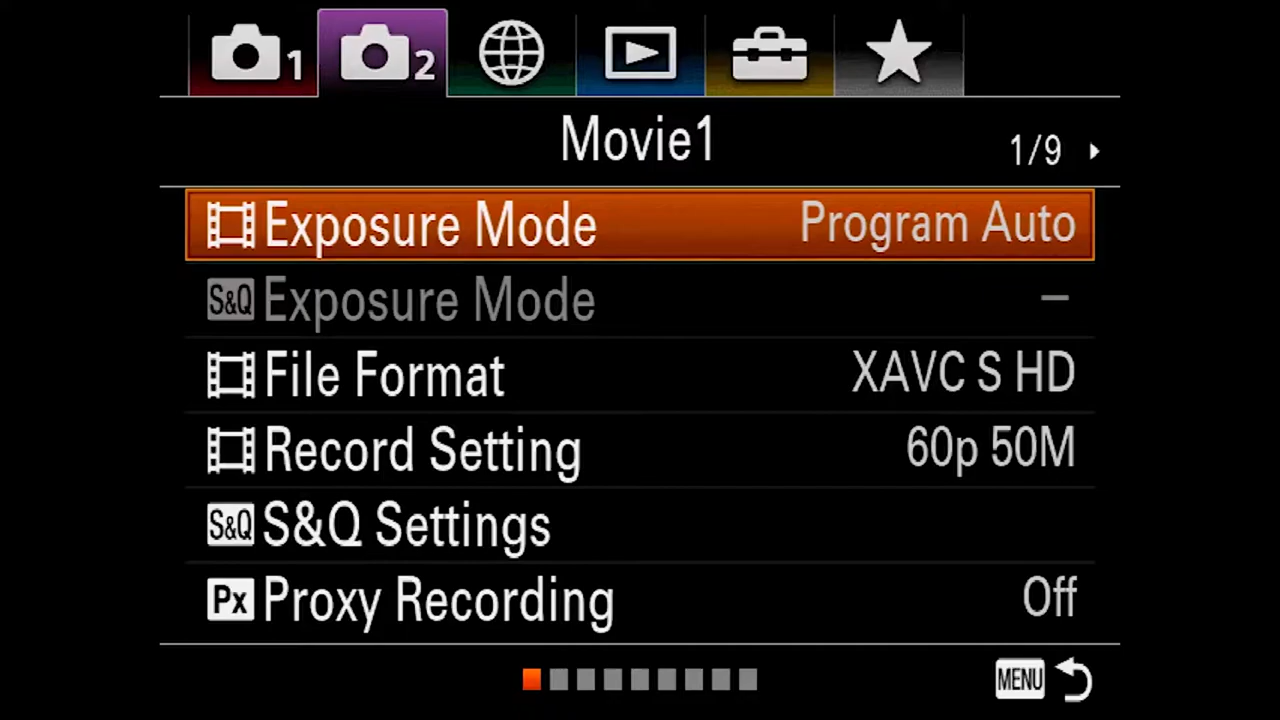 1 2
Movie1 1/9
Exposure Mode Program Auto
S&Q Exposure Mode –
File Format XAVC S HD
Record Setting 60p 50M
S&Q S&Q Settings
Px Proxy Recording Off
MENU